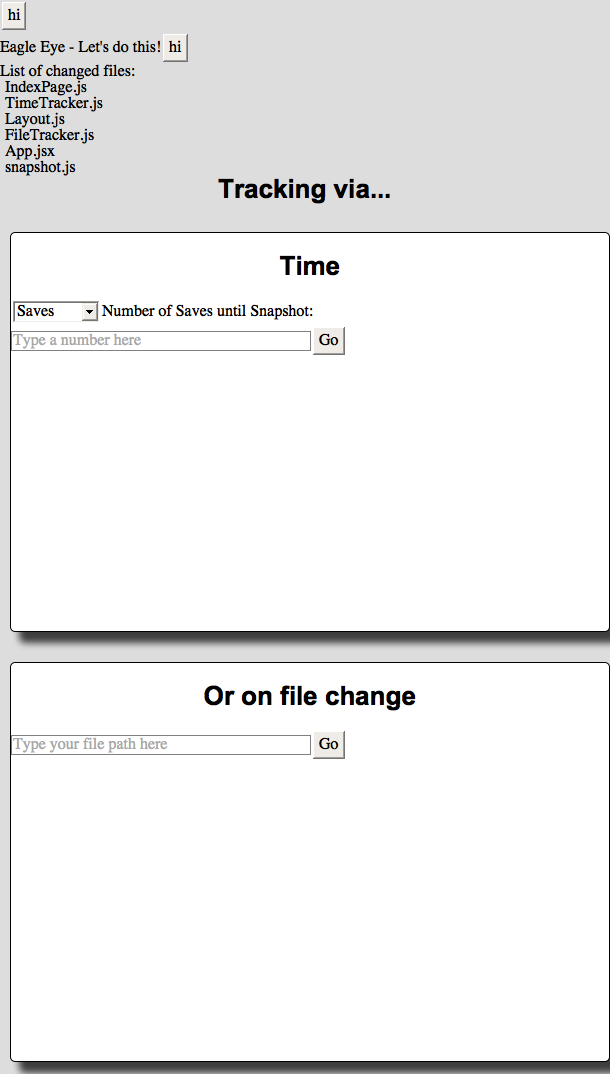 hi
Eagle Eye - Let's do this! hi
List of changed files:
IndexPage.js
TimeTracker.js
Layout.js
FileTracker.js
App.jsx
snapshot.js
Tracking via...
Time
Saves Number of Saves until Snapshot:
Type a number here Go
Or on file change
Type your file path here Go